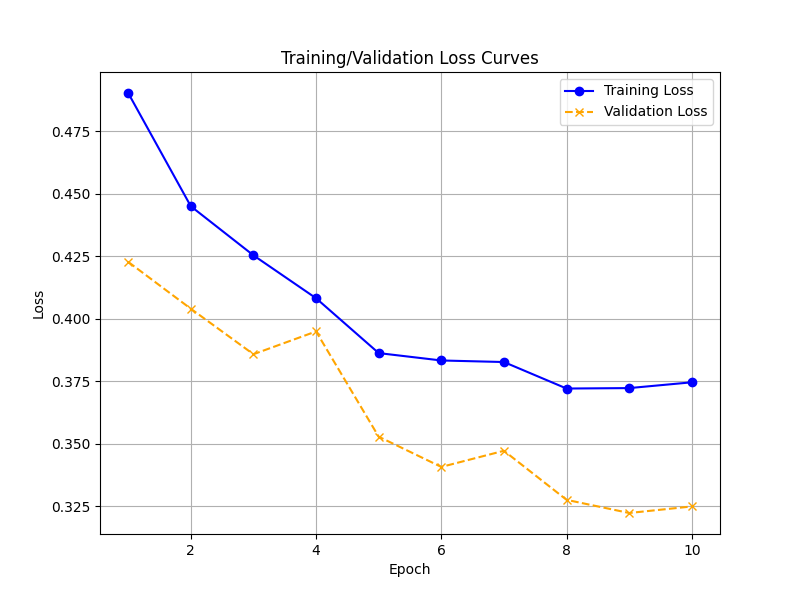 Training/Validation Loss Curves
Training Loss
Validation Loss
0.475
0.450
0.425
0.400
0.375
0.350
0.325
Loss
2 4 6 8 10
Epoch